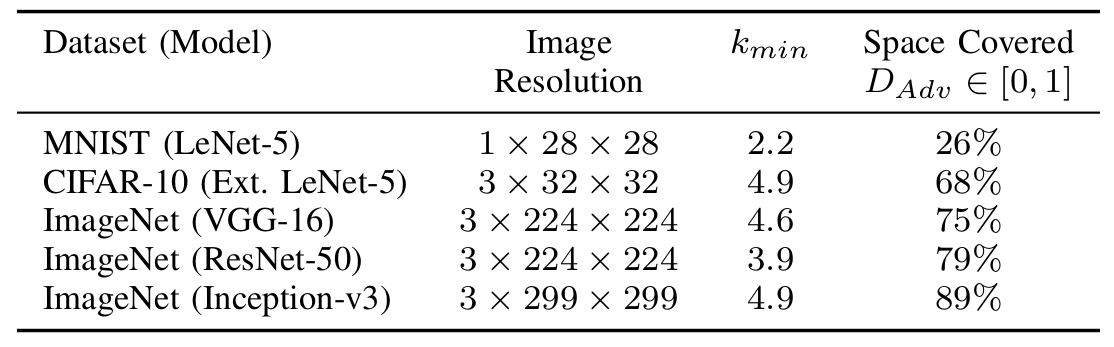 Dataset (Model) Image k_min Space Covered
Resolution D_Adv ∈ [0, 1]
MNIST (LeNet-5) 1 × 28 × 28 2.2 26%
CIFAR-10 (Ext. LeNet-5) 3 × 32 × 32 4.9 68%
ImageNet (VGG-16) 3 × 224 × 224 4.6 75%
ImageNet (ResNet-50) 3 × 224 × 224 3.9 79%
ImageNet (Inception-v3) 3 × 299 × 299 4.9 89%